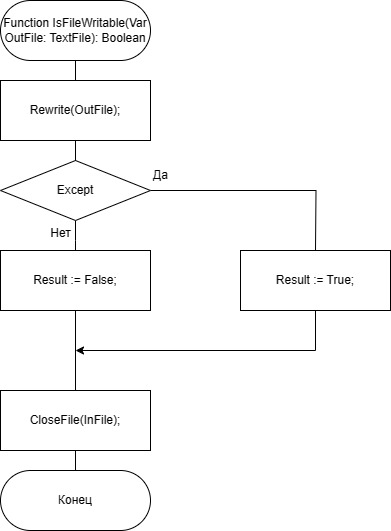 Function IsFileWritable(Var
OutFile: TextFile): Boolean
Rewrite(OutFile);
Except
Да
Нет
Result := False;
Result := True;
CloseFile(InFile);
Конец